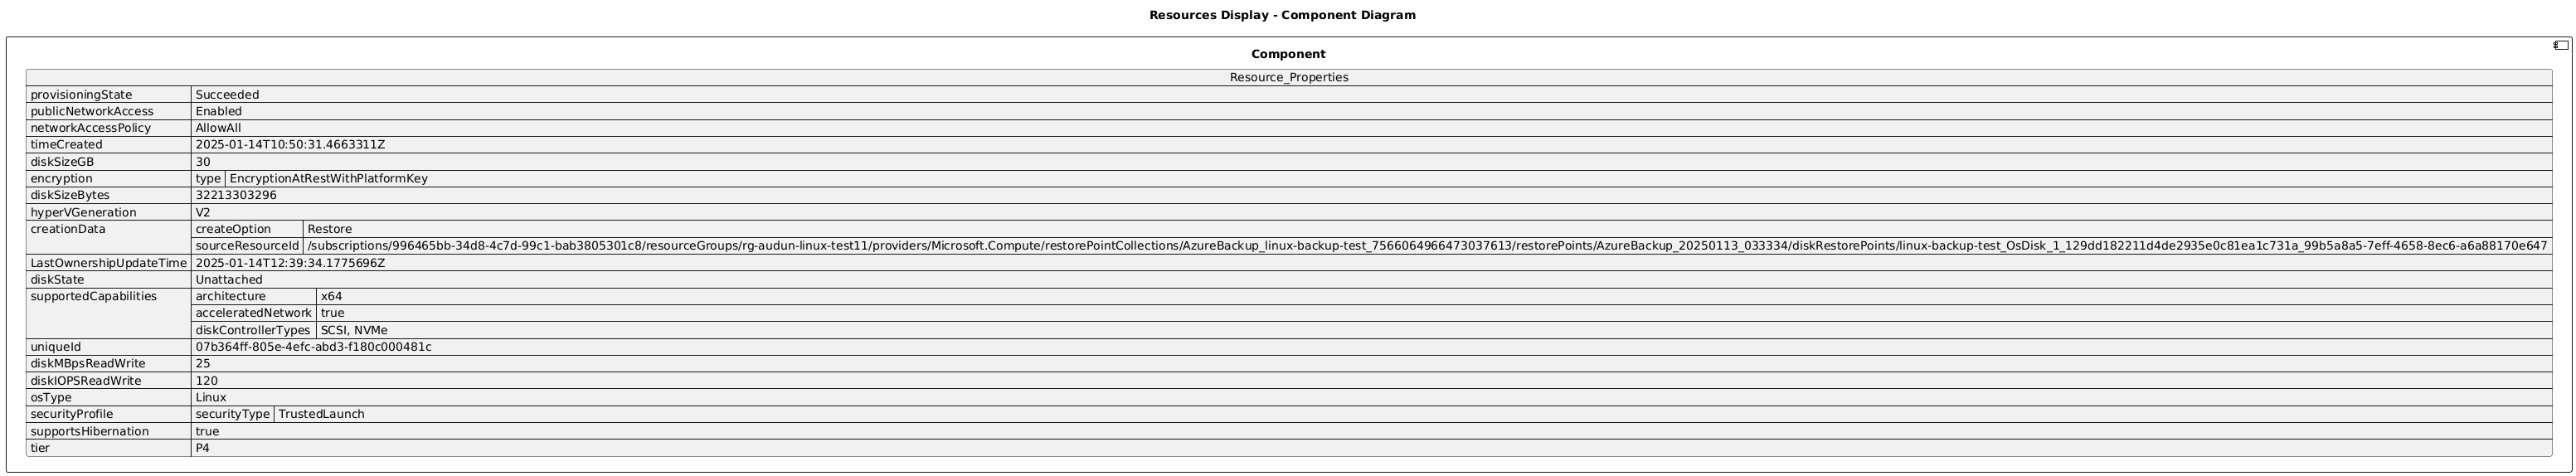 Resources Display - Component Diagram
Component
Resource_Properties
provisioningState Succeeded
publicNetworkAccess Enabled
networkAccessPolicy AllowAll
timeCreated 2025-01-14T10:50:31.4663311Z
diskSizeGB 30
encryption type EncryptionAtRestWithPlatformKey
diskSizeBytes 32213303296
hyperVGeneration V2
creationData createOption Restore
sourceResourceId /subscriptions/996465bb-34d8-4c7d-99c1-bab3805301c8/resourceGroups/rg-audun-linux-test11/providers/Microsoft.Compute/restorePointCollections/AzureBackup_linux-backup-test_7566064966473037613/restorePoints/AzureBackup_20250113_033334/diskRestorePoints/linux-backup-test_OsDisk_1_129dd182211d4de2935e0c81ea1c731a_99b5a8a5-7eff-4658-8ec6-a6a88170e647
LastOwnershipUpdateTime 2025-01-14T12:39:34.1775696Z
diskState Unattached
supportedCapabilities architecture x64
acceleratedNetwork true
diskControllerTypes SCSI, NVMe
uniqueId 07b364ff-805e-4efc-abd3-f180c000481c
diskMBpsReadWrite 25
diskIOPSReadWrite 120
osType Linux
securityProfile securityType TrustedLaunch
supportsHibernation true
tier P4